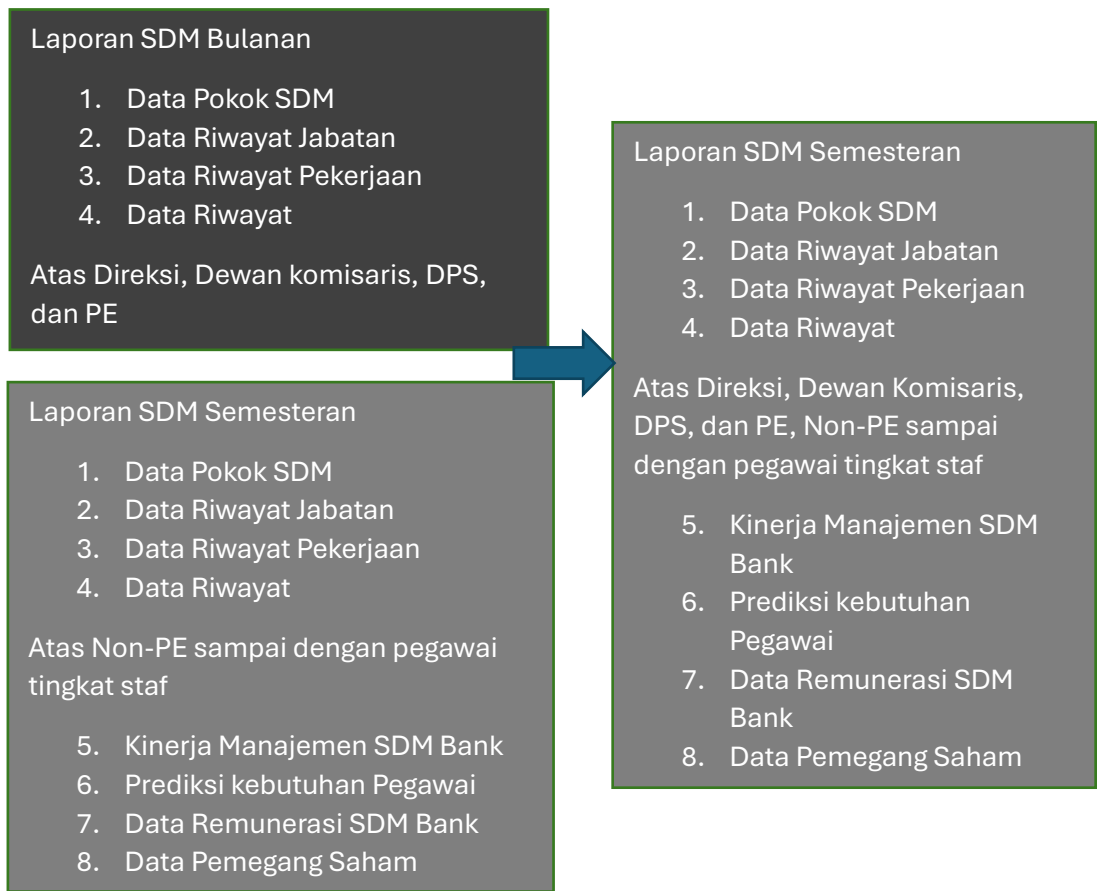 Laporan SDM Bulanan
1. Data Pokok SDM
2. Data Riwayat Jabatan
3. Data Riwayat Pekerjaan
4. Data Riwayat
Atas Direksi, Dewan komisaris, DPS,
dan PE
Laporan SDM Semesteran
1. Data Pokok SDM
2. Data Riwayat Jabatan
3. Data Riwayat Pekerjaan
4. Data Riwayat
Atas Non-PE sampai dengan pegawai
tingkat staf
5. Kinerja Manajemen SDM Bank
6. Prediksi kebutuhan Pegawai
7. Data Remunerasi SDM Bank
8. Data Pemegang Saham
Laporan SDM Semesteran
1. Data Pokok SDM
2. Data Riwayat Jabatan
3. Data Riwayat Pekerjaan
4. Data Riwayat
Atas Direksi, Dewan Komisaris,
DPS, dan PE, Non-PE sampai
dengan pegawai tingkat staf
5. Kinerja Manajemen SDM
Bank
6. Prediksi kebutuhan
Pegawai
7. Data Remunerasi SDM
Bank
8. Data Pemegang Saham